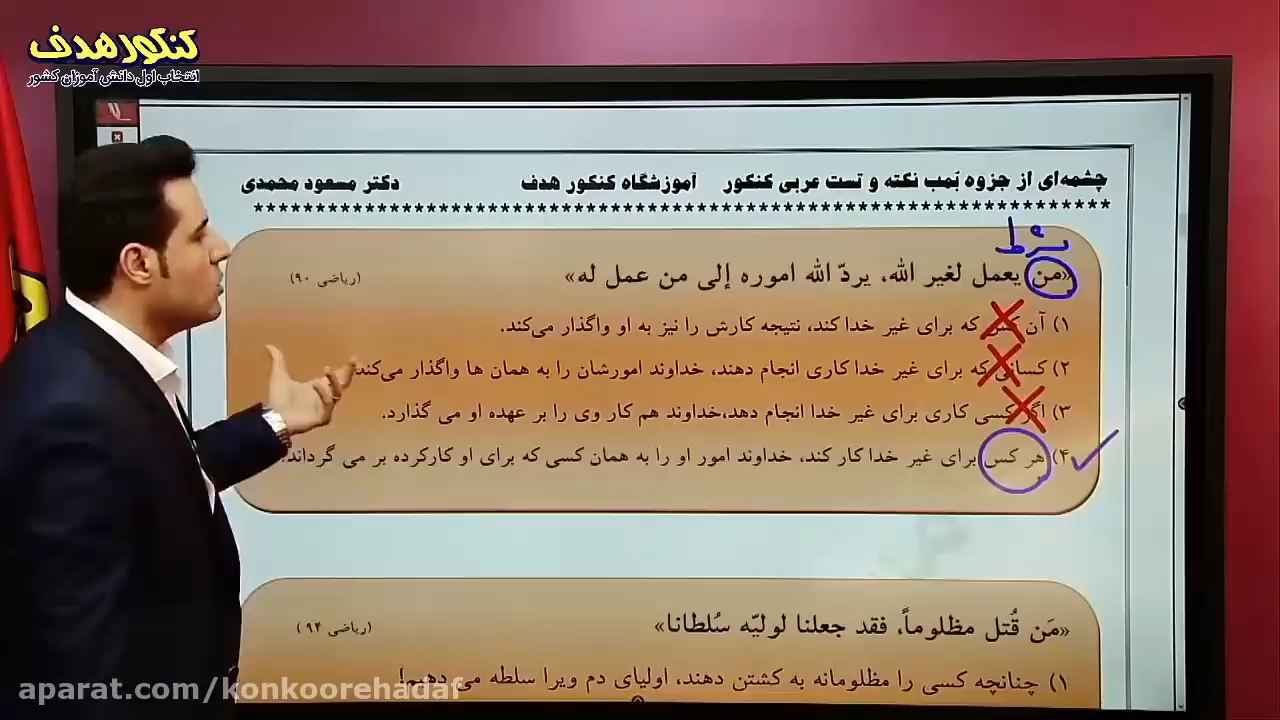 کنکور هدف
انتخاب اول دانش آموزان کشور
چشمه‌ای از جزوه بمب نکته و تست عربی کنکور آموزشگاه کنکور هدف دکتر مسعود محمدی
شرط
«من یعمل لغیر الله، یردّ الله اموره إلی من عمل له» (ریاضی ۹۰)
۱) آن کس که برای غیر خدا کند، نتیجه کارش را نیز به او واگذار می‌کند.
۲) کسانی که برای غیر خدا کاری انجام دهند، خداوند امورشان را به همان ها واگذار می‌کند.
۳) اگر کسی کاری برای غیر خدا انجام دهد،خداوند هم کار وی را بر عهده او می گذارد.
۴) هر کس برای غیر خدا کار کند، خداوند امور او را به همان کسی که برای او کارکرده بر می گرداند.
«مَن قُتل مظلوماً، فقد جعلنا لولیّه سُلطانا» (ریاضی ۹۴)
۱) چنانچه کسی را مظلومانه به کشتن دهند، اولیای دم ویرا سلطه می دهیم!
aparat.com/konkoorehadaf